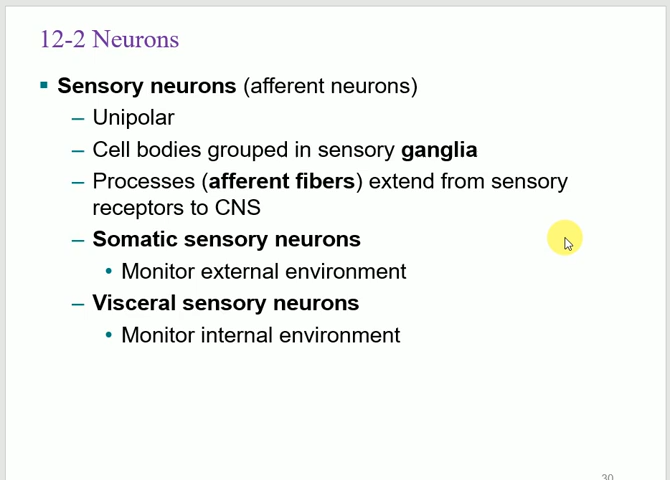 12-2 Neurons
▪ Sensory neurons (afferent neurons)
– Unipolar
– Cell bodies grouped in sensory ganglia
– Processes (afferent fibers) extend from sensory
receptors to CNS
– Somatic sensory neurons
• Monitor external environment
– Visceral sensory neurons
• Monitor internal environment
30